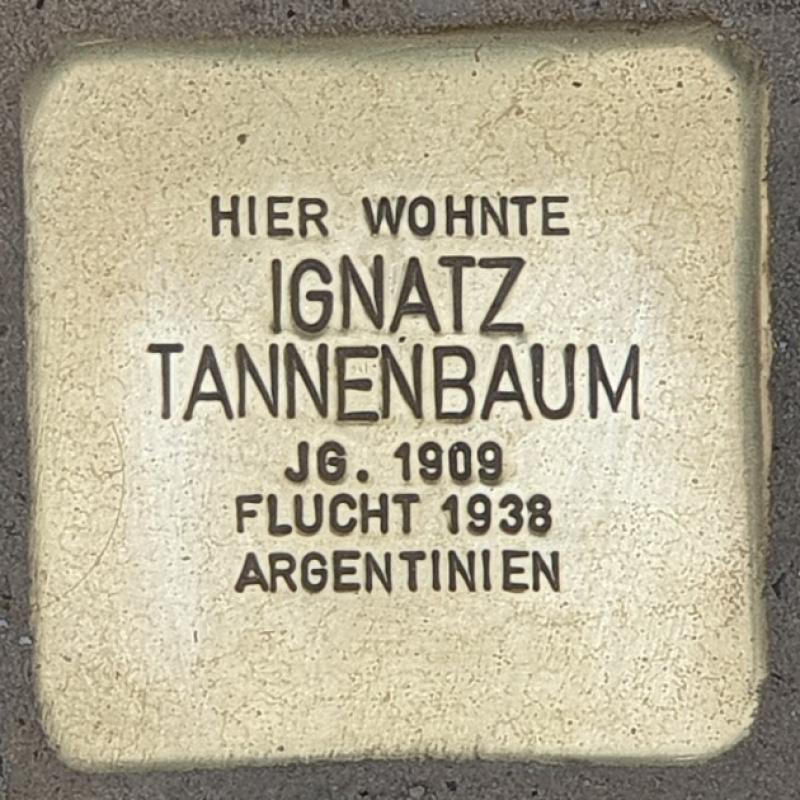 HIER WOHNTE
IGNATZ
TANNENBAUM
JG. 1909
FLUCHT 1938
ARGENTINIEN